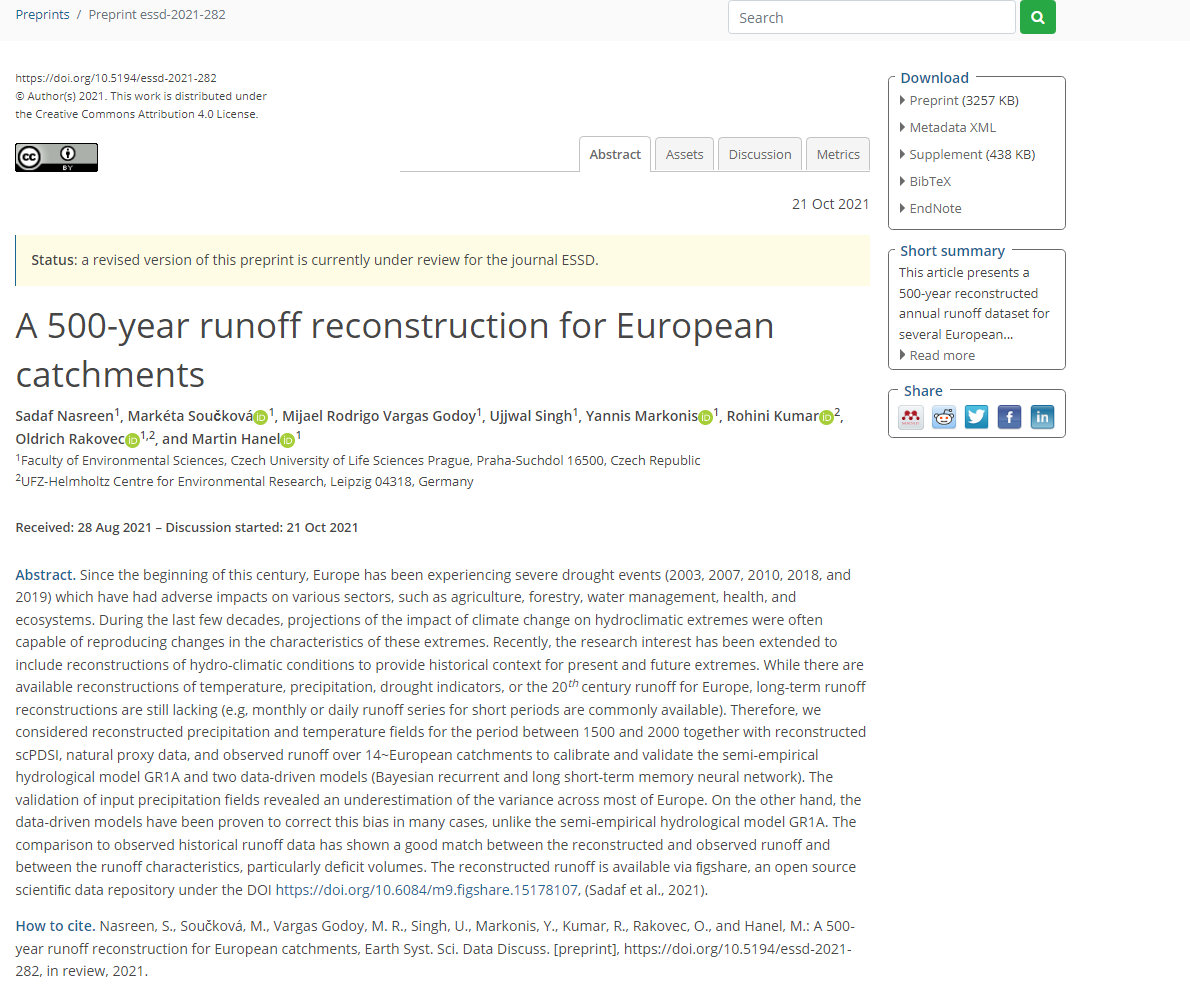 Preprints / Preprint essd-2021-282
Search
https://doi.org/10.5194/essd-2021-282
© Author(s) 2021. This work is distributed under
the Creative Commons Attribution 4.0 License.
cc BY
Abstract Assets Discussion Metrics
21 Oct 2021
Status: a revised version of this preprint is currently under review for the journal ESSD.
A 500-year runoff reconstruction for European
catchments
Sadaf Nasreen1, Markéta Součková iD 1, Mijael Rodrigo Vargas Godoy1, Ujjwal Singh1, Yannis Markonis iD 1, Rohini Kumar iD 2,
Oldrich Rakovec iD 1,2, and Martin Hanel iD 1
1Faculty of Environmental Sciences, Czech University of Life Sciences Prague, Praha-Suchdol 16500, Czech Republic
2UFZ-Helmholtz Centre for Environmental Research, Leipzig 04318, Germany
Received: 28 Aug 2021 – Discussion started: 21 Oct 2021
Abstract. Since the beginning of this century, Europe has been experiencing severe drought events (2003, 2007, 2010, 2018, and
2019) which have had adverse impacts on various sectors, such as agriculture, forestry, water management, health, and
ecosystems. During the last few decades, projections of the impact of climate change on hydroclimatic extremes were often
capable of reproducing changes in the characteristics of these extremes. Recently, the research interest has been extended to
include reconstructions of hydro-climatic conditions to provide historical context for present and future extremes. While there are
available reconstructions of temperature, precipitation, drought indicators, or the 20th century runoff for Europe, long-term runoff
reconstructions are still lacking (e.g, monthly or daily runoff series for short periods are commonly available). Therefore, we
considered reconstructed precipitation and temperature fields for the period between 1500 and 2000 together with reconstructed
scPDSI, natural proxy data, and observed runoff over 14~European catchments to calibrate and validate the semi-empirical
hydrological model GR1A and two data-driven models (Bayesian recurrent and long short-term memory neural network). The
validation of input precipitation fields revealed an underestimation of the variance across most of Europe. On the other hand, the
data-driven models have been proven to correct this bias in many cases, unlike the semi-empirical hydrological model GR1A. The
comparison to observed historical runoff data has shown a good match between the reconstructed and observed runoff and
between the runoff characteristics, particularly deficit volumes. The reconstructed runoff is available via figshare, an open source
scientific data repository under the DOI https://doi.org/10.6084/m9.figshare.15178107, (Sadaf et al., 2021).
How to cite. Nasreen, S., Součková, M., Vargas Godoy, M. R., Singh, U., Markonis, Y., Kumar, R., Rakovec, O., and Hanel, M.: A 500-
year runoff reconstruction for European catchments, Earth Syst. Sci. Data Discuss. [preprint], https://doi.org/10.5194/essd-2021-
282, in review, 2021.
Download
Preprint (3257 KB)
Metadata XML
Supplement (438 KB)
BibTeX
EndNote
Short summary
This article presents a
500-year reconstructed
annual runoff dataset for
several European...
Read more
Share